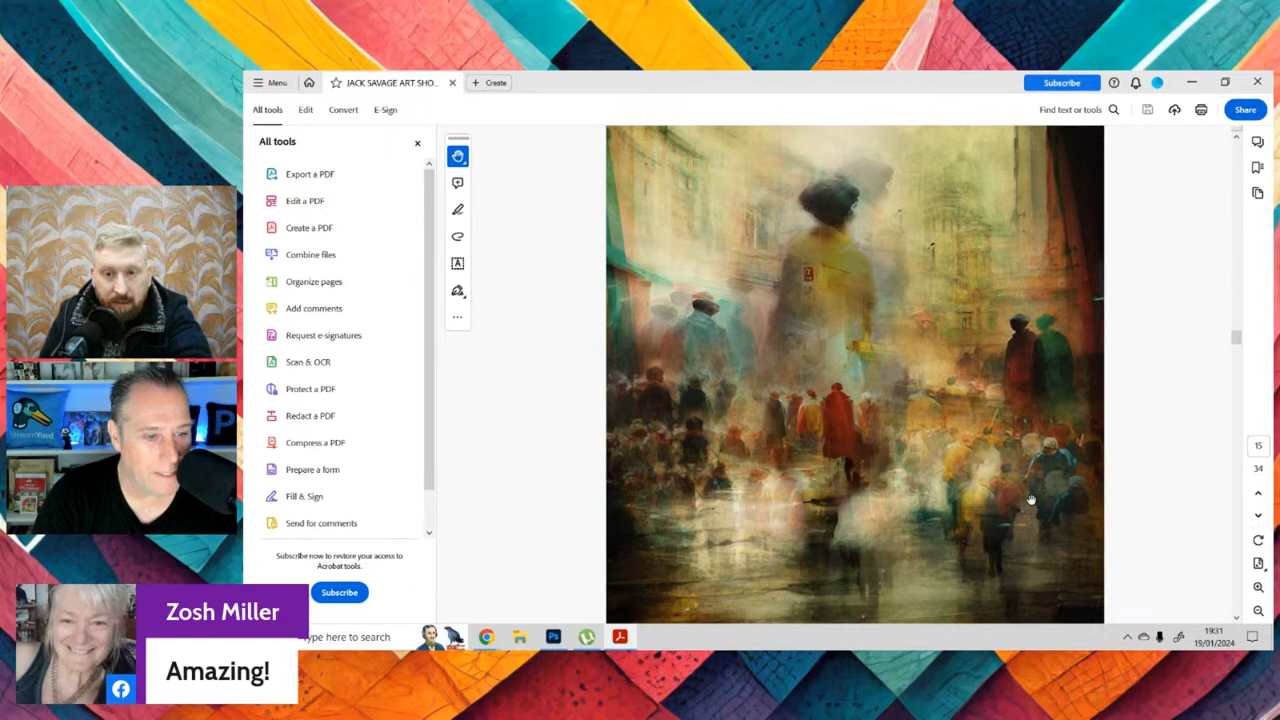 Menu
JACK SAVAGE ART SHO...
Create
Subscribe
All tools
Edit
Convert
E-Sign
Find text or tools
Share
All tools
Export a PDF
Edit a PDF
Create a PDF
Combine files
Organize pages
Add comments
Request e-signatures
Scan & OCR
Protect a PDF
Redact a PDF
Compress a PDF
Prepare a form
Fill & Sign
Send for comments
Subscribe now to restore your access to
Acrobat tools.
Subscribe
15
34
StreamYard
Zosh Miller
Amazing!
ype here to search
Ps
19:31
19/01/2024